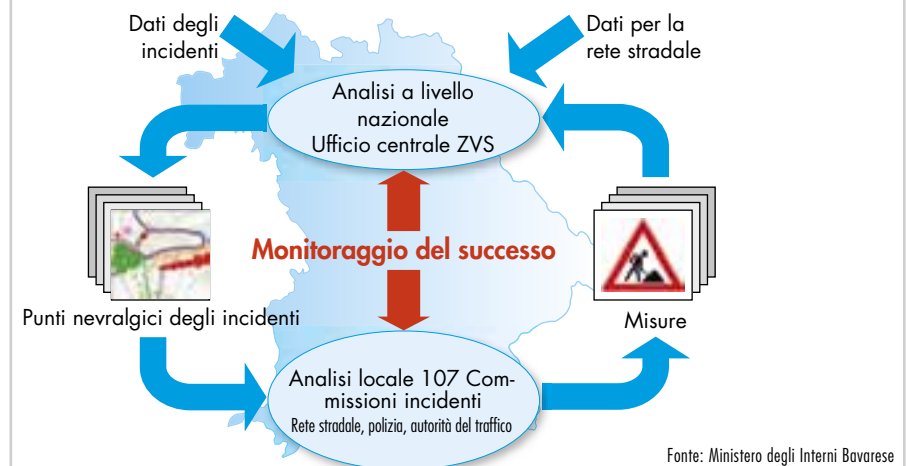 Dati degli
incidenti
Dati per la
rete stradale
Analisi a livello
nazionale
Ufficio centrale ZVS
Monitoraggio del successo
Punti nevralgici degli incidenti
Misure
Analisi locale 107 Com-
missioni incidenti
Rete stradale, polizia, autorità del traffico
Fonte: Ministero degli Interni Bavarese